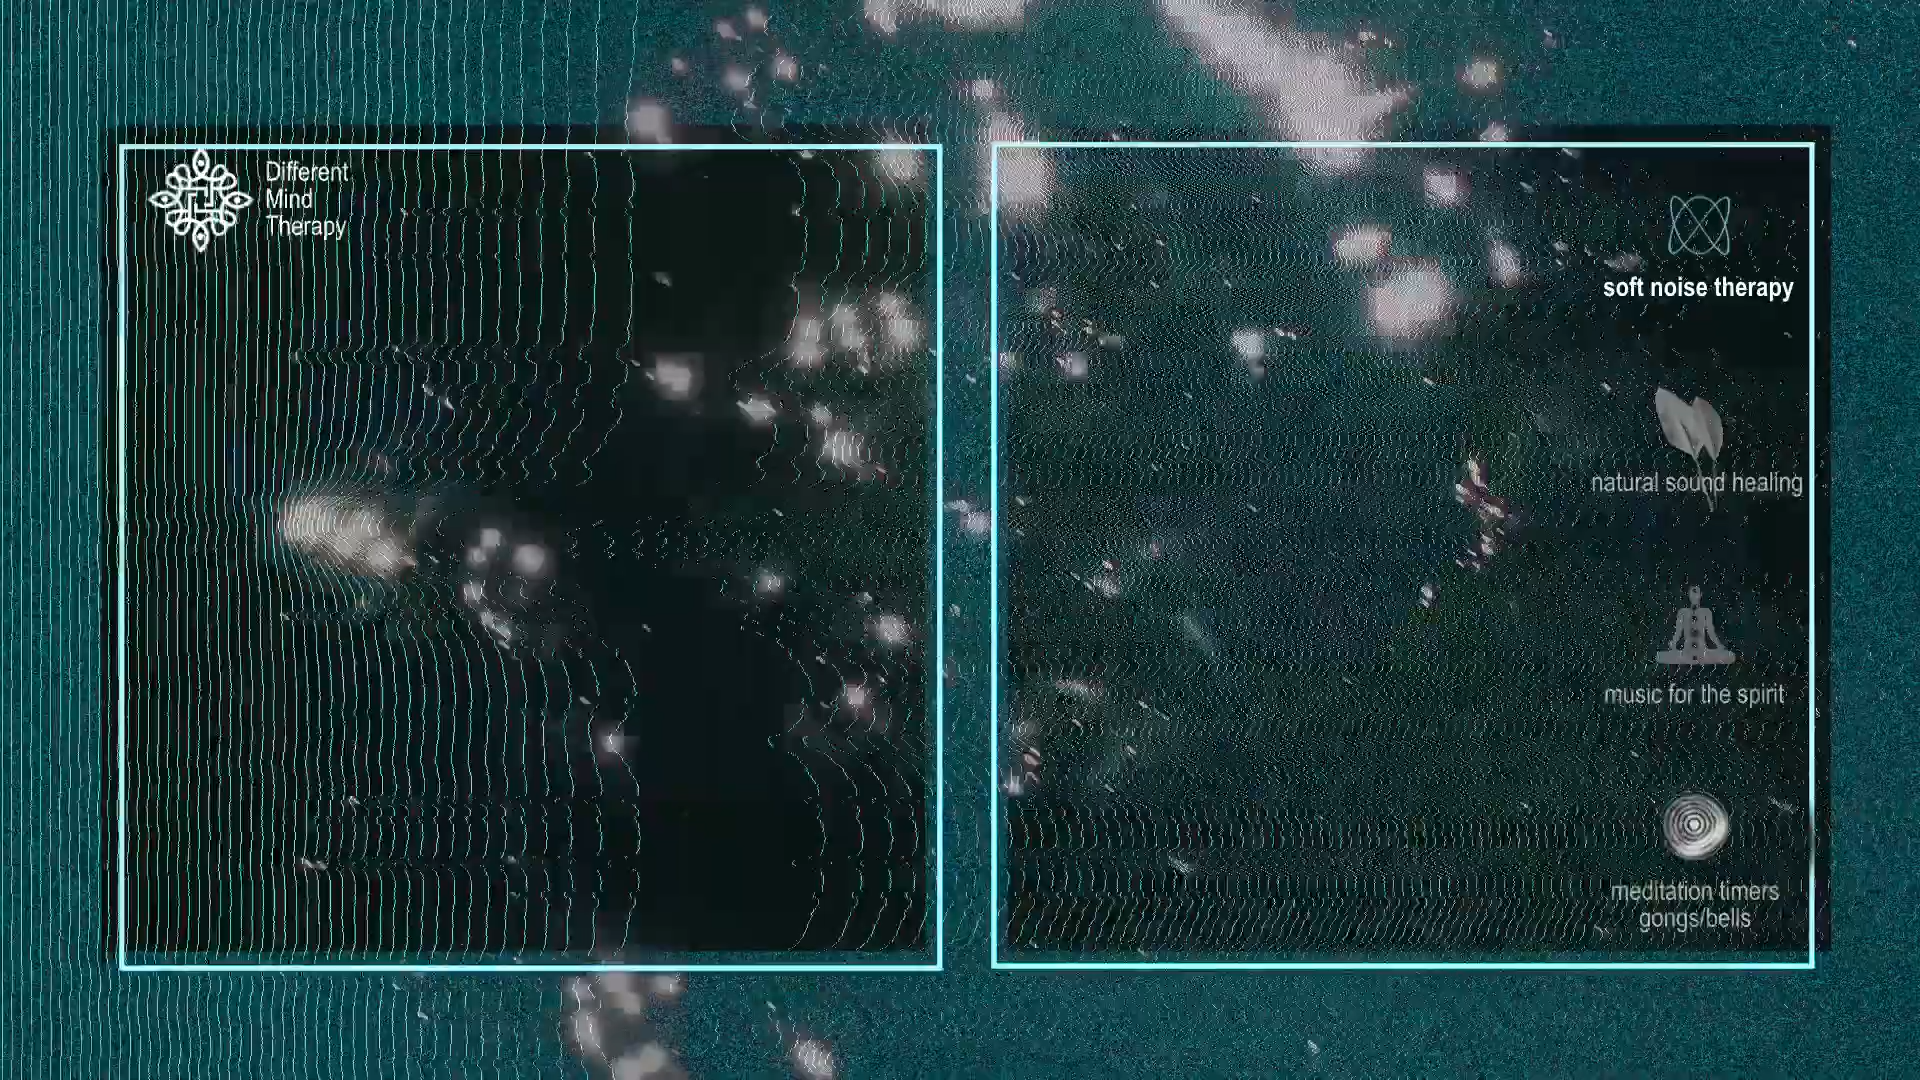 Different
Mind
Therapy
soft noise therapy
natural sound healing
music for the spirit
meditation timers
gongs/bells